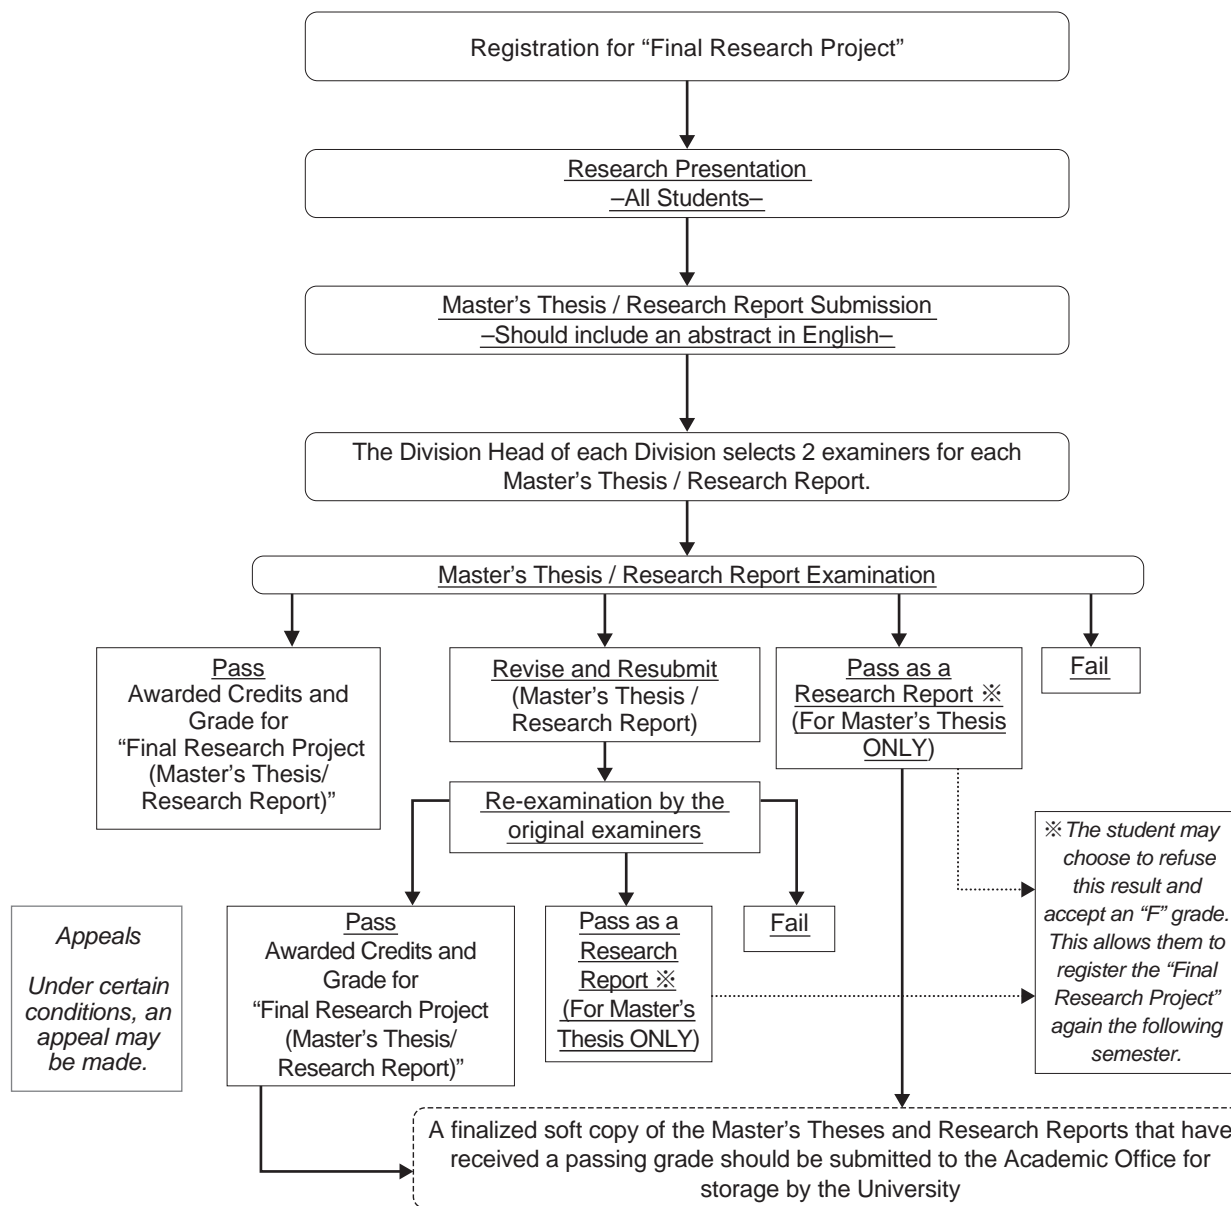 Registration for “Final Research Project”
Research Presentation
–All Students–
Master’s Thesis / Research Report Submission
–Should include an abstract in English–
The Division Head of each Division selects 2 examiners for each
Master’s Thesis / Research Report.
Master’s Thesis / Research Report Examination
Pass
Awarded Credits and
Grade for
“Final Research Project
(Master’s Thesis/
Research Report)”
Revise and Resubmit
(Master’s Thesis /
Research Report)
Pass as a
Research Report ※
(For Master’s Thesis
ONLY)
Fail
Re-examination by the
original examiners
※ The student may
choose to refuse
this result and
accept an “F” grade.
This allows them to
register the “Final
Research Project”
again the following
semester.
Appeals
Under certain
conditions, an
appeal may
be made.
Pass
Awarded Credits and
Grade for
“Final Research Project
(Master’s Thesis/
Research Report)”
Pass as a
Research
Report ※
(For Master’s
Thesis ONLY)
Fail
A finalized soft copy of the Master’s Theses and Research Reports that have
received a passing grade should be submitted to the Academic Office for
storage by the University